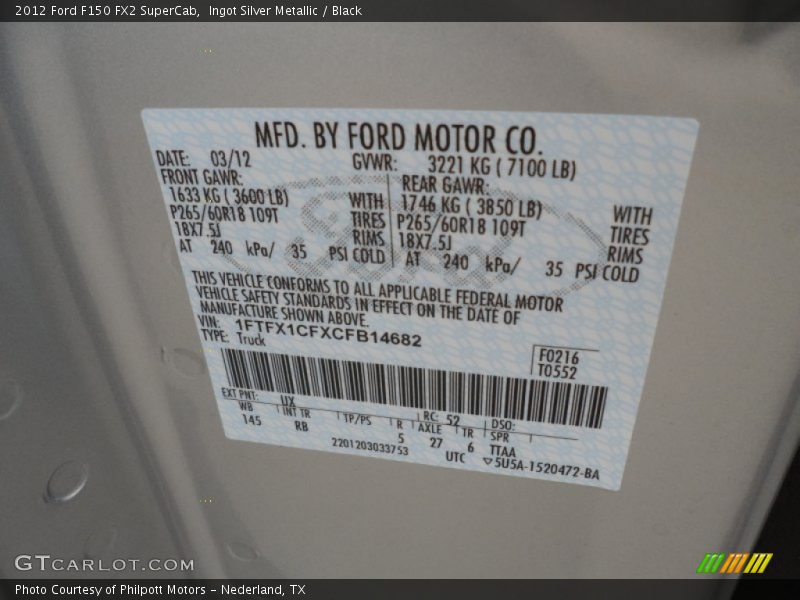 2012 Ford F150 FX2 SuperCab,  Ingot Silver Metallic / Black
MFD. BY FORD MOTOR CO.
DATE: 03/12 GVWR: 3221 KG ( 7100 LB)
FRONT GAWR: REAR GAWR:
1633 KG ( 3600 LB) WITH 1746 KG ( 3850 LB) WITH
P265/60R18 109T TIRES P265/60R18 109T TIRES
18X7.5J RIMS 18X7.5J RIMS
AT 240 kPa/ 35 PSI COLD AT 240 kPa/ 35 PSI COLD
THIS VEHICLE CONFORMS TO ALL APPLICABLE FEDERAL MOTOR
VEHICLE SAFETY STANDARDS IN EFFECT ON THE DATE OF
MANUFACTURE SHOWN ABOVE.
VIN: 1FTFX1CFXCFB14682
TYPE: Truck
F0216
T0552
EXT PNT: UX RC: 52 DSO:
WB INT TR TP/PS R AXLE TR SPR
145 RB 5 27 6 TTAA
2201203033753 UTC ▽5U5A-1520472-BA
GTCARLOT.COM
Photo Courtesy of Philpott Motors – Nederland, TX